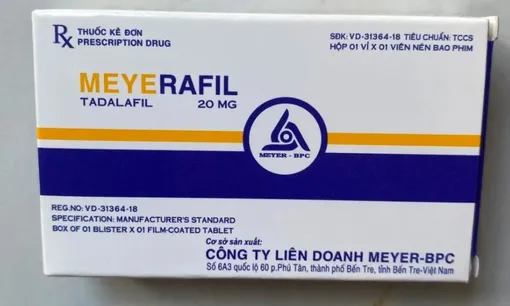 Rx THUỐC KÊ ĐƠN
PRESCRIPTION DRUG
SĐK: VD-31364-18 TIÊU CHUẨN: TCCS
HỘP 01 VỈ X 01 VIÊN NÉN BAO PHIM
MEYERAFIL
TADALAFIL 20 MG
MEYER - BPC
REG.NO: VD-31364-18
SPECIFICATION: MANUFACTURER'S STANDARD
BOX OF 01 BLISTER X 01 FILM-COATED TABLET
Cơ sở sản xuất:
CÔNG TY LIÊN DOANH MEYER-BPC
Số 6A3 quốc lộ 60 p.Phú Tân, thành phố Bến Tre, tỉnh Bến Tre-Việt Nam